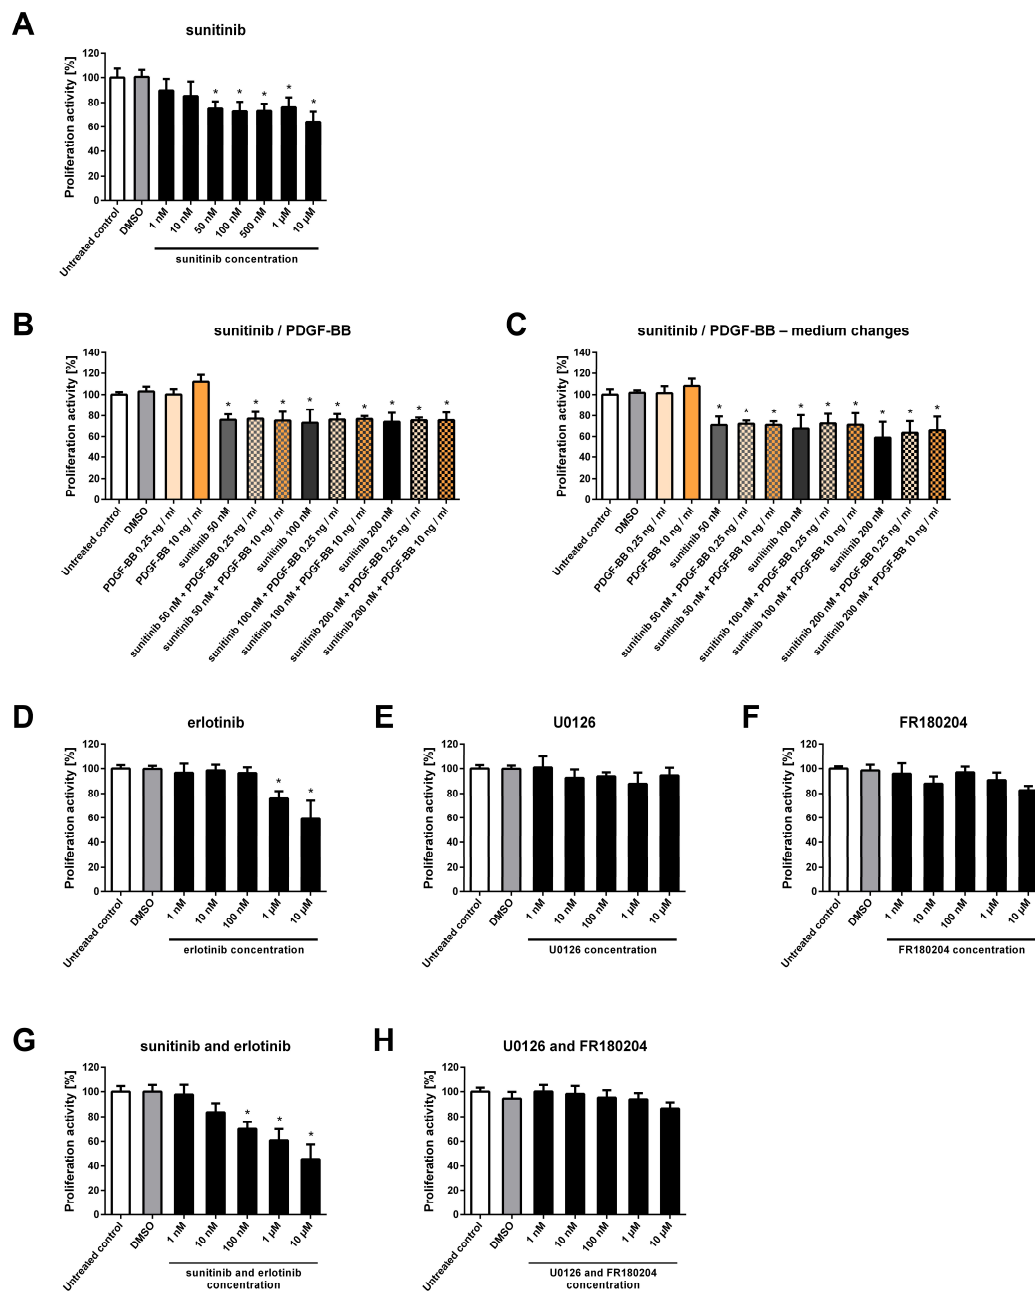 A
sunitinib
Proliferation activity [%]
120
100
80
60
40
20
0
* * * * *
Untreated control
DMSO
1 nM
10 nM
50 nM
100 nM
500 nM
1 µM
10 µM
sunitinib concentration
B
sunitinib / PDGF-BB
Proliferation activity [%]
140
120
100
80
60
40
20
0
* * * * * * * * *
Untreated control
DMSO
PDGF-BB 0.25 ng / ml
PDGF-BB 10 ng / ml
sunitinib 50 nM
sunitinib 50 nM + PDGF-BB 0.25 ng / ml
sunitinib 50 nM + PDGF-BB 10 ng / ml
sunitinib 100 nM
sunitinib 100 nM + PDGF-BB 0.25 ng / ml
sunitinib 100 nM + PDGF-BB 10 ng / ml
sunitinib 200 nM
sunitinib 200 nM + PDGF-BB 0.25 ng / ml
sunitinib 200 nM + PDGF-BB 10 ng / ml
C
sunitinib / PDGF-BB – medium changes
Proliferation activity [%]
140
120
100
80
60
40
20
0
* * * * * * * * *
Untreated control
DMSO
PDGF-BB 0.25 ng / ml
PDGF-BB 10 ng / ml
sunitinib 50 nM
sunitinib 50 nM + PDGF-BB 0.25 ng / ml
sunitinib 50 nM + PDGF-BB 10 ng / ml
sunitinib 100 nM
sunitinib 100 nM + PDGF-BB 0.25 ng / ml
sunitinib 100 nM + PDGF-BB 10 ng / ml
sunitinib 200 nM
sunitinib 200 nM + PDGF-BB 0.25 ng / ml
sunitinib 200 nM + PDGF-BB 10 ng / ml
D
erlotinib
Proliferation activity [%]
120
100
80
60
40
20
0
* *
Untreated control
DMSO
1 nM
10 nM
100 nM
1 µM
10 µM
erlotinib concentration
E
U0126
Proliferation activity [%]
120
100
80
60
40
20
0
Untreated control
DMSO
1 nM
10 nM
100 nM
1 µM
10 µM
U0126 concentration
F
FR180204
Proliferation activity [%]
120
100
80
60
40
20
0
Untreated control
DMSO
1 nM
10 nM
100 nM
1 µM
10 µM
FR180204 concentration
G
sunitinib and erlotinib
Proliferation activity [%]
120
100
80
60
40
20
0
* * *
Untreated control
DMSO
1 nM
10 nM
100 nM
1 µM
10 µM
sunitinib and erlotinib
concentration
H
U0126 and FR180204
Proliferation activity [%]
120
100
80
60
40
20
0
Untreated control
DMSO
1 nM
10 nM
100 nM
1 µM
10 µM
U0126 and FR180204
concentration